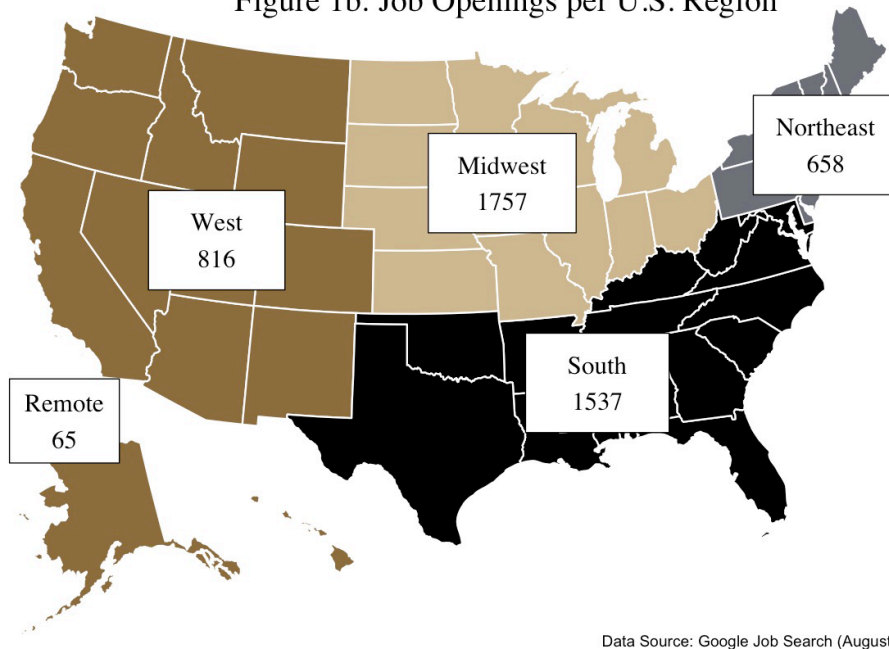 Figure 1b. Job Openings per U.S. Region
Northeast
658
Midwest
1757
West
816
South
1537
Remote
65
Data Source: Google Job Search (August